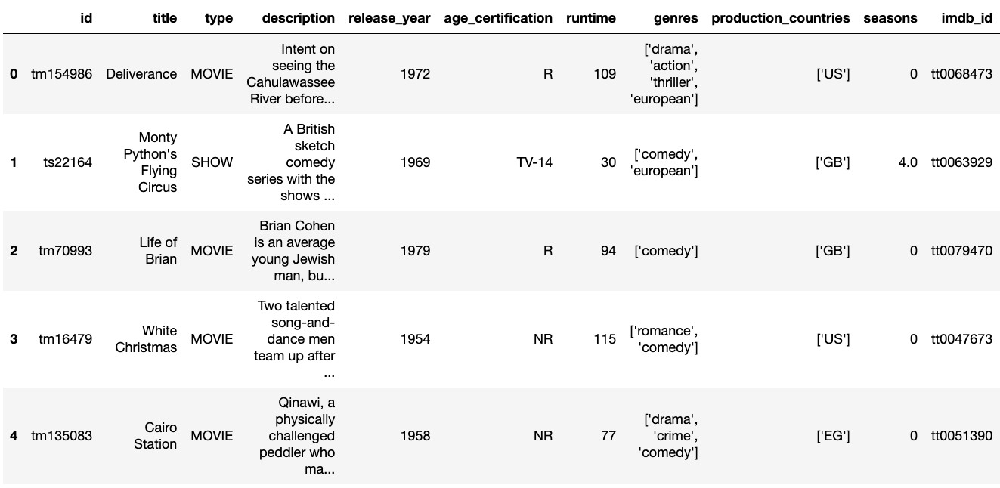 id title type description release_year age_certification runtime genres production_countries seasons imdb_id
0 tm154986 Deliverance MOVIE Intent on seeing the Cahulawassee River before... 1972 R 109 ['drama', 'action', 'thriller', 'european'] ['US'] 0 tt0068473
1 ts22164 Monty Python's Flying Circus SHOW A British sketch comedy series with the shows ... 1969 TV-14 30 ['comedy', 'european'] ['GB'] 4.0 tt0063929
2 tm70993 Life of Brian MOVIE Brian Cohen is an average young Jewish man, bu... 1979 R 94 ['comedy'] ['GB'] 0 tt0079470
3 tm16479 White Christmas MOVIE Two talented song-and-dance men team up after ... 1954 NR 115 ['romance', 'comedy'] ['US'] 0 tt0047673
4 tm135083 Cairo Station MOVIE Qinawi, a physically challenged peddler who ma... 1958 NR 77 ['drama', 'crime', 'comedy'] ['EG'] 0 tt0051390